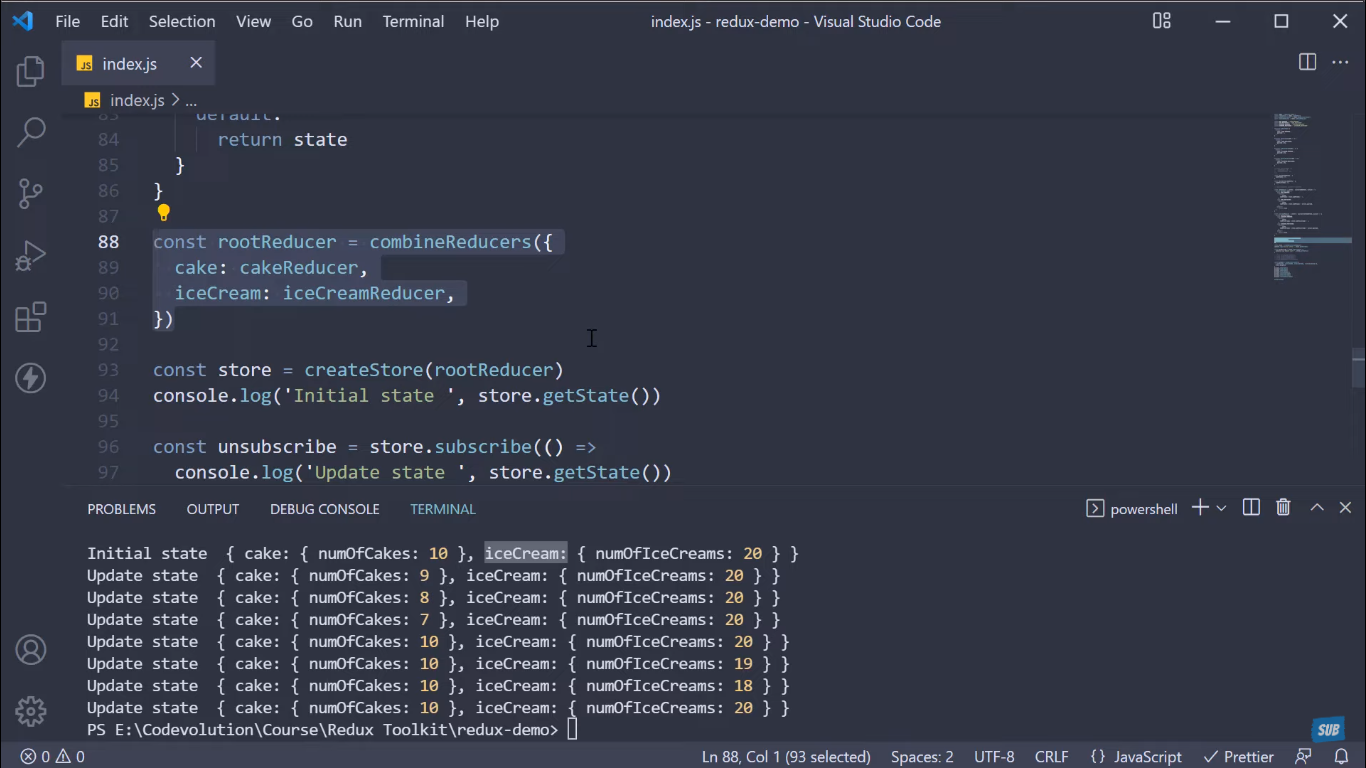 File Edit Selection View Go Run Terminal Help index.js - redux-demo - Visual Studio Code
JS index.js
JS index.js > ...
83 default:
84 return state
85 }
86 }
87
88 const rootReducer = combineReducers({
89 cake: cakeReducer,
90 iceCream: iceCreamReducer,
91 })
92
93 const store = createStore(rootReducer)
94 console.log('Initial state ', store.getState())
95
96 const unsubscribe = store.subscribe(() =>
97 console.log('Update state ', store.getState())
PROBLEMS OUTPUT DEBUG CONSOLE TERMINAL powershell
Initial state { cake: { numOfCakes: 10 }, iceCream: { numOfIceCreams: 20 } }
Update state { cake: { numOfCakes: 9 }, iceCream: { numOfIceCreams: 20 } }
Update state { cake: { numOfCakes: 8 }, iceCream: { numOfIceCreams: 20 } }
Update state { cake: { numOfCakes: 7 }, iceCream: { numOfIceCreams: 20 } }
Update state { cake: { numOfCakes: 10 }, iceCream: { numOfIceCreams: 20 } }
Update state { cake: { numOfCakes: 10 }, iceCream: { numOfIceCreams: 19 } }
Update state { cake: { numOfCakes: 10 }, iceCream: { numOfIceCreams: 18 } }
Update state { cake: { numOfCakes: 10 }, iceCream: { numOfIceCreams: 20 } }
PS E:\Codevolution\Course\Redux Toolkit\redux-demo>
SUB
0 0 Ln 88, Col 1 (93 selected) Spaces: 2 UTF-8 CRLF {} JavaScript Prettier